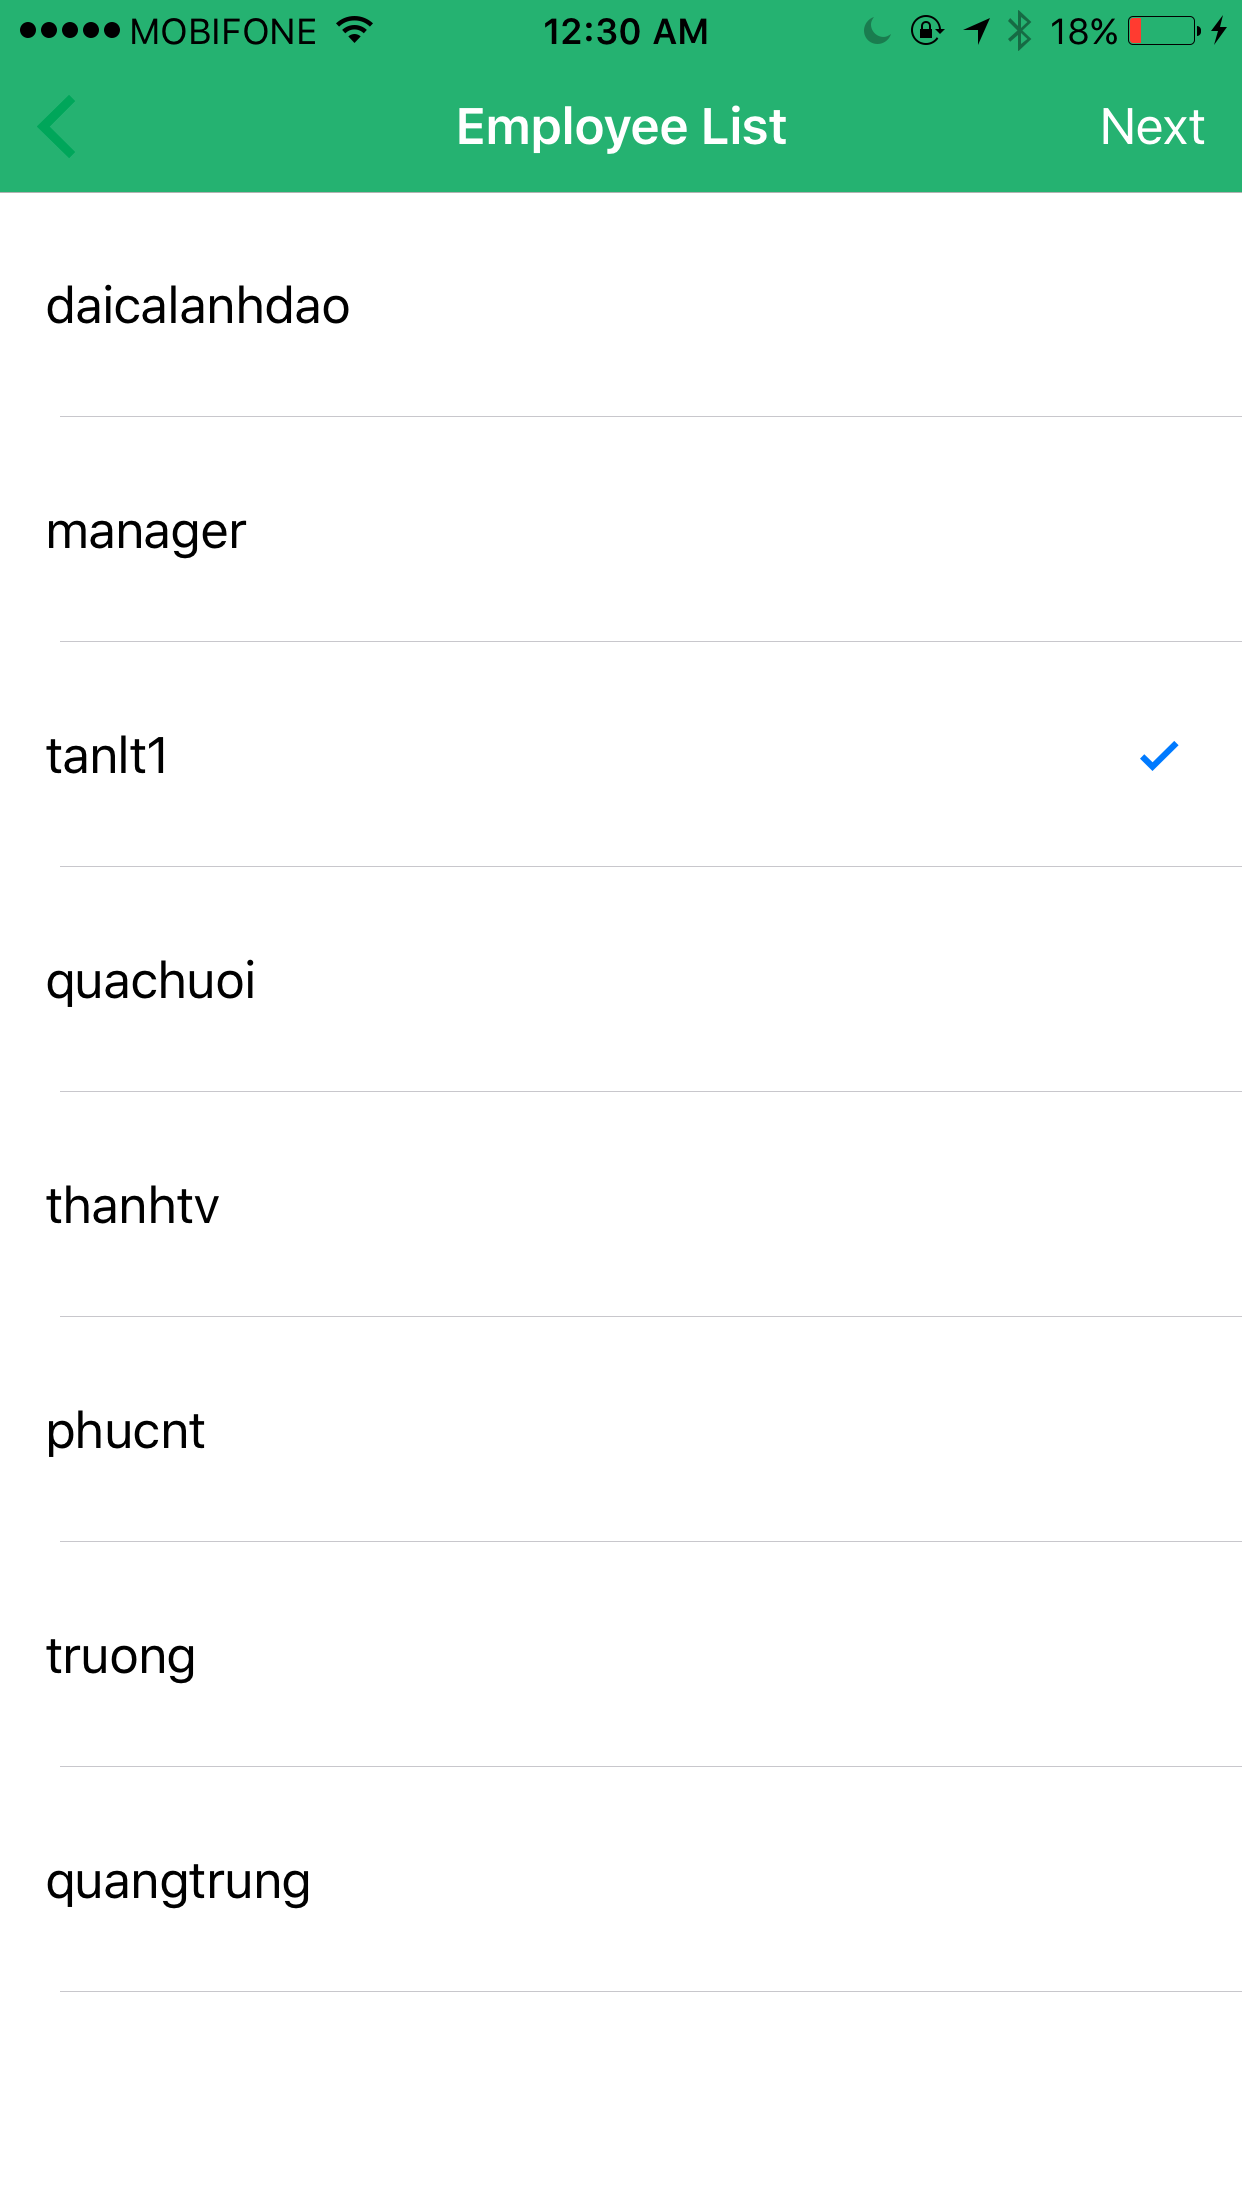 MOBIFONE 12:30 AM 18%
Employee List Next
daicalanhdao
manager
tanlt1
quachuoi
thanhtv
phucnt
truong
quangtrung